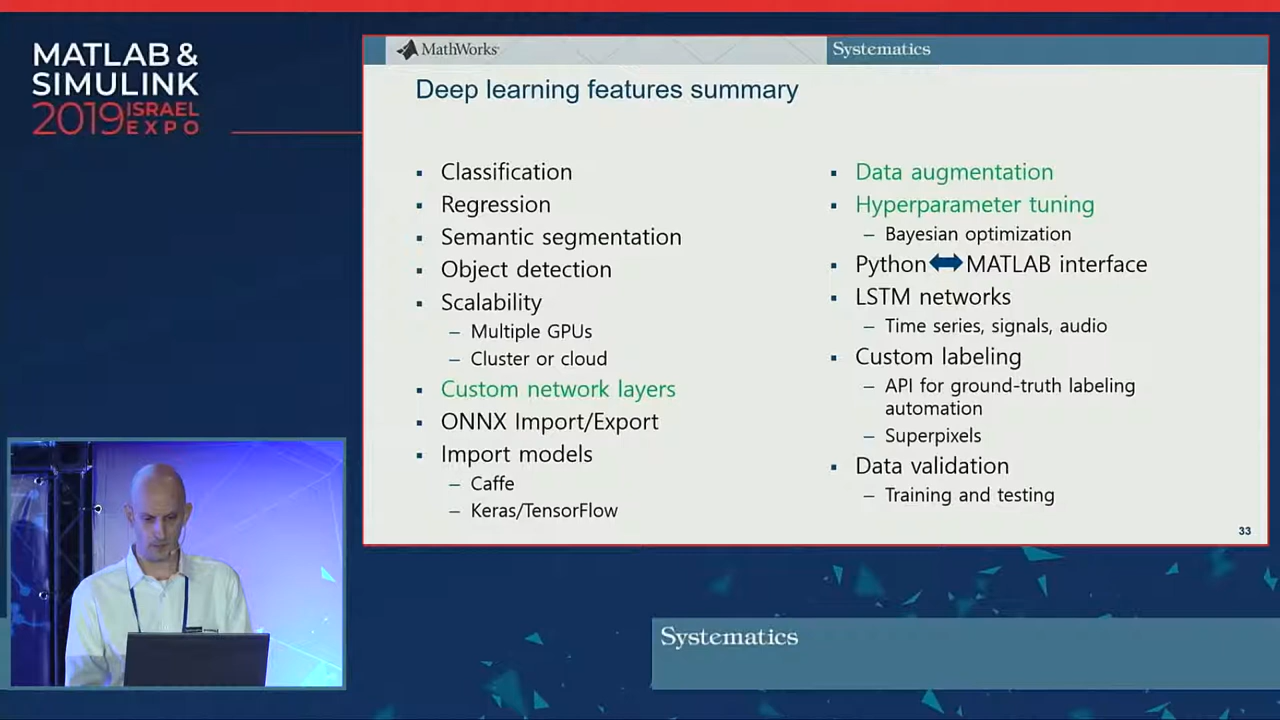 MATLAB &
SIMULINK
2019 ISRAEL
EXPO
MathWorks
Systematics
Deep learning features summary
▪ Classification
▪ Regression
▪ Semantic segmentation
▪ Object detection
▪ Scalability
– Multiple GPUs
– Cluster or cloud
▪ Custom network layers
▪ ONNX Import/Export
▪ Import models
– Caffe
– Keras/TensorFlow
▪ Data augmentation
▪ Hyperparameter tuning
– Bayesian optimization
▪ Python MATLAB interface
▪ LSTM networks
– Time series, signals, audio
▪ Custom labeling
– API for ground-truth labeling
automation
– Superpixels
▪ Data validation
– Training and testing
33
Systematics